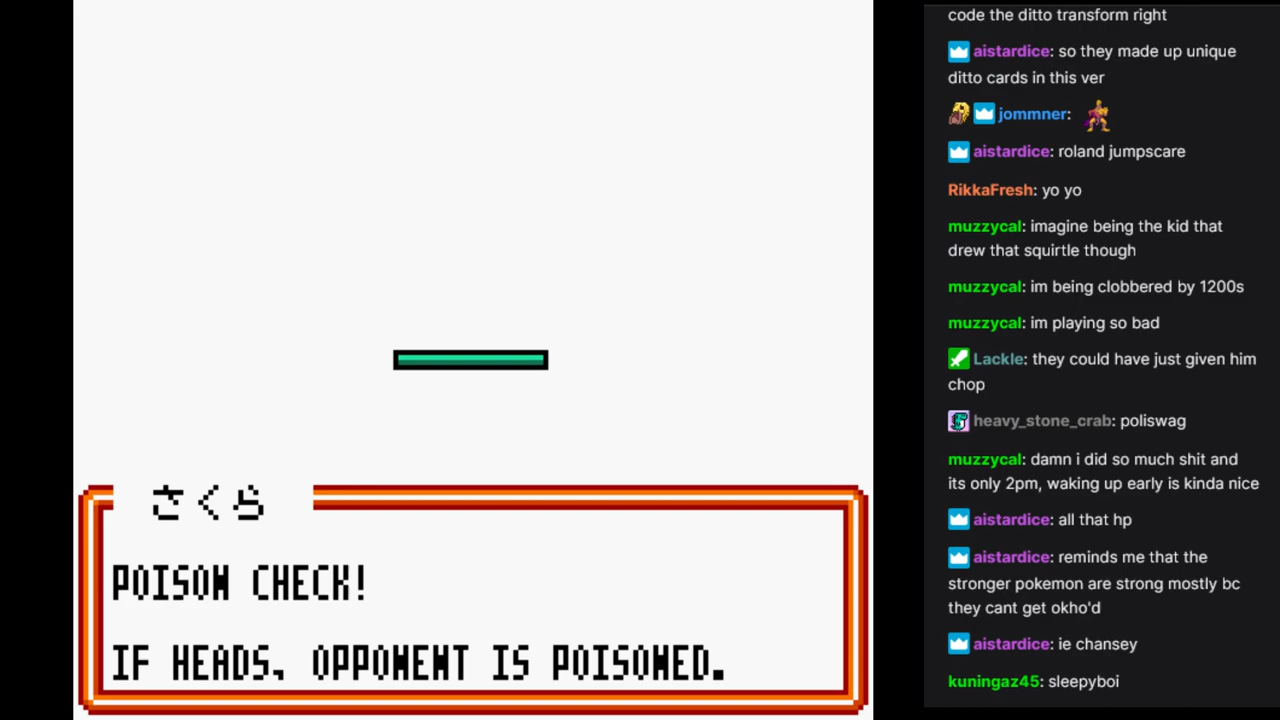 さくら
POISON CHECK!
IF HEADS, OPPONENT IS POISONED.
code the ditto transform right
aistardice: so they made up unique
ditto cards in this ver
jommner:
aistardice: roland jumpscare
RikkaFresh: yo yo
muzzycal: imagine being the kid that
drew that squirtle though
muzzycal: im being clobbered by 1200s
muzzycal: im playing so bad
Lackle: they could have just given him
chop
heavy_stone_crab: poliswag
muzzycal: damn i did so much shit and
its only 2pm, waking up early is kinda nice
aistardice: all that hp
aistardice: reminds me that the
stronger pokemon are strong mostly bc
they cant get okho'd
aistardice: ie chansey
kuningaz45: sleepyboi